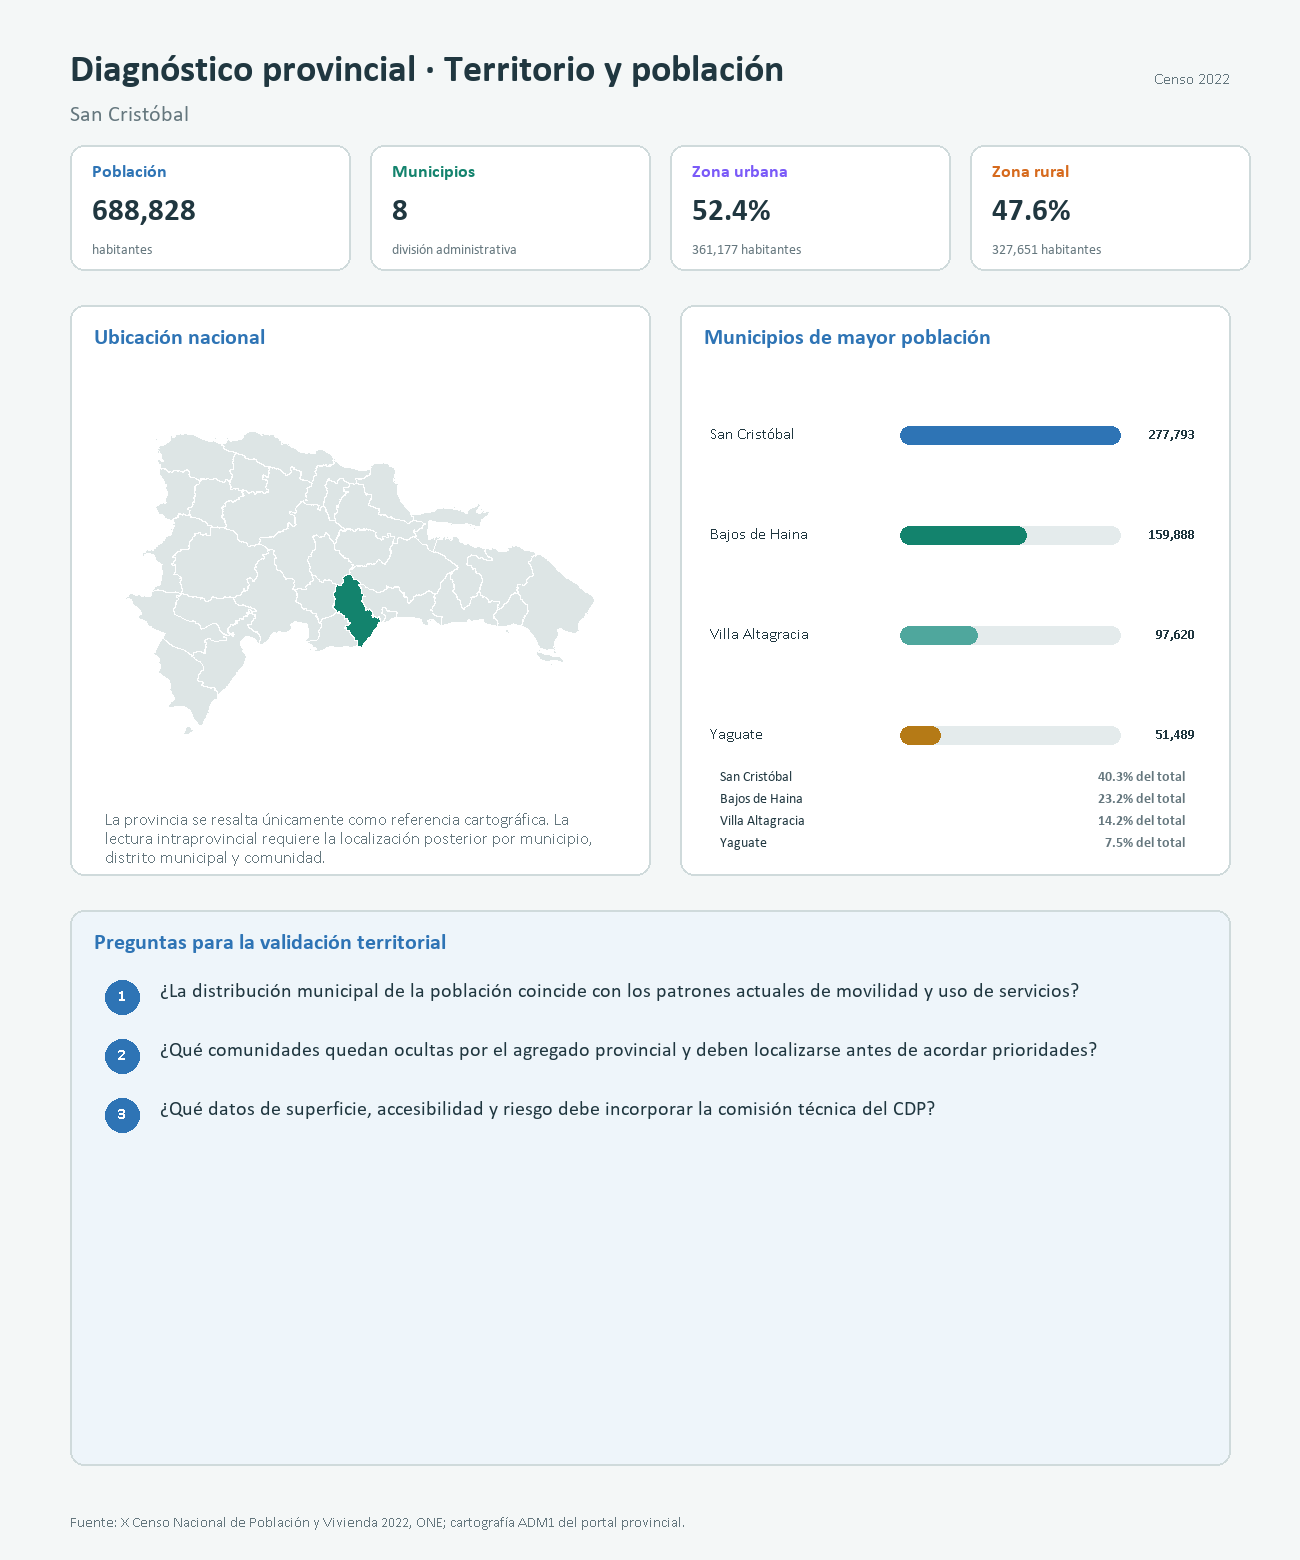 Diagnóstico provincial · Territorio y población
Censo 2022
San Cristóbal
Población
688,828
habitantes
Municipios
8
división administrativa
Zona urbana
52.4%
361,177 habitantes
Zona rural
47.6%
327,651 habitantes
Ubicación nacional
La provincia se resalta únicamente como referencia cartográfica. La
lectura intraprovincial requiere la localización posterior por municipio,
distrito municipal y comunidad.
Municipios de mayor población
San Cristóbal 277,793
Bajos de Haina 159,888
Villa Altagracia 97,620
Yaguate 51,489
San Cristóbal 40.3% del total
Bajos de Haina 23.2% del total
Villa Altagracia 14.2% del total
Yaguate 7.5% del total
Preguntas para la validación territorial
1 ¿La distribución municipal de la población coincide con los patrones actuales de movilidad y uso de servicios?
2 ¿Qué comunidades quedan ocultas por el agregado provincial y deben localizarse antes de acordar prioridades?
3 ¿Qué datos de superficie, accesibilidad y riesgo debe incorporar la comisión técnica del CDP?
Fuente: X Censo Nacional de Población y Vivienda 2022, ONE; cartografía ADM1 del portal provincial.